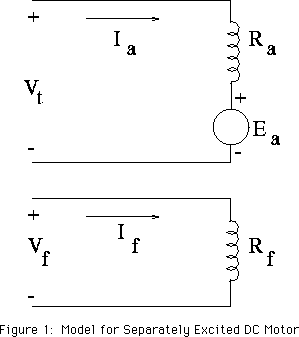 +
I a
R a
V t
+
E a
-
-
+
I f
V f
R f
-
Figure 1: Model for Separately Excited DC Motor